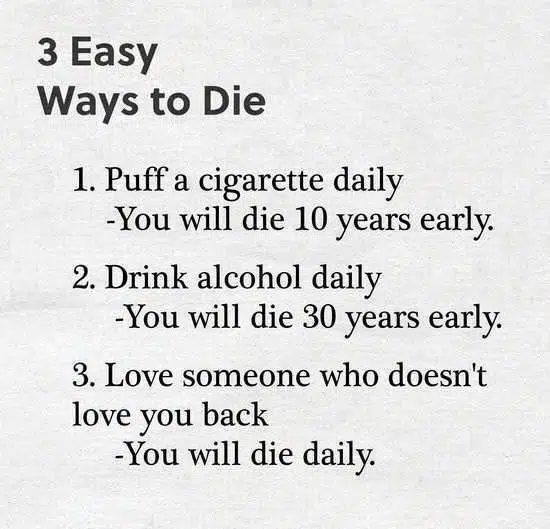 3 Easy
Ways to Die
1. Puff a cigarette daily
-You will die 10 years early.
2. Drink alcohol daily
-You will die 30 years early.
3. Love someone who doesn't
love you back
-You will die daily.